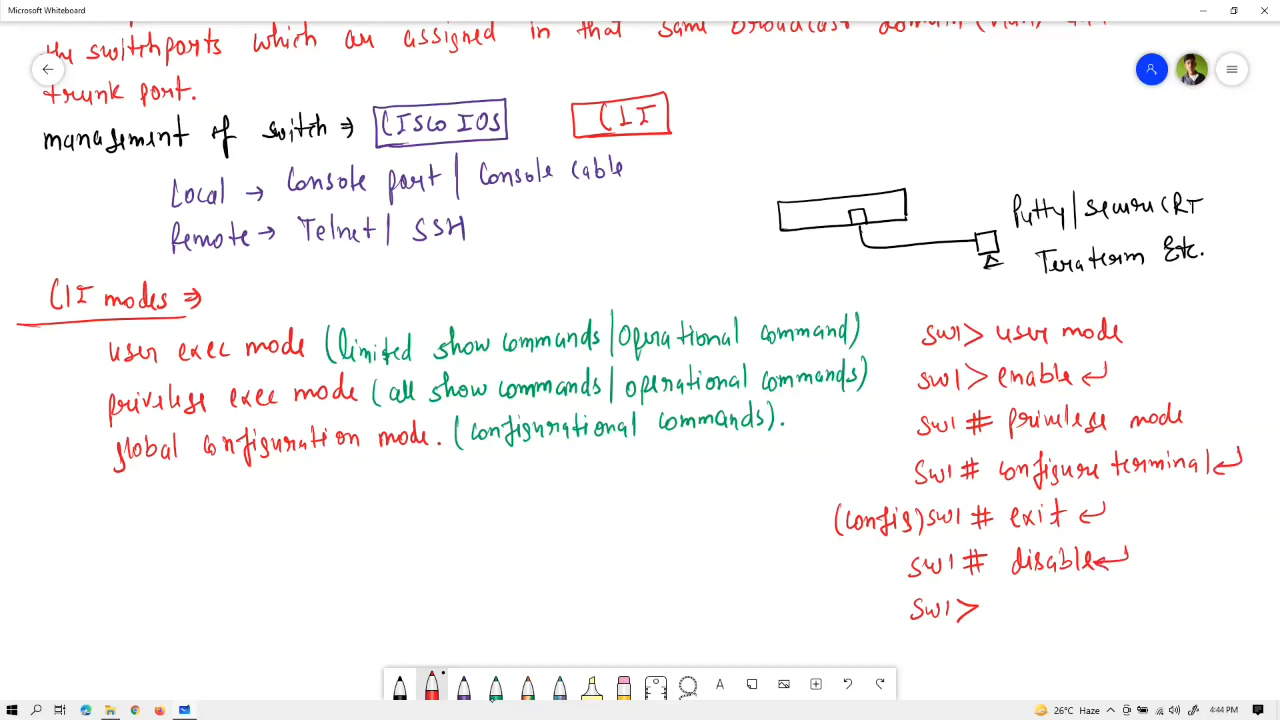 Microsoft Whiteboard
the switchports which are assigned in that same broadcast domain (vlan)
trunk port.
management of switch ⇒ CISCO IOS CLI
Local → Console port | Console cable
Remote → Telnet | SSH
Putty | SecureCRT
Teraterm Etc.
CLI modes ⇒
user exec mode (limited show commands | Operational command)
privilege exec mode (all show commands | operational commands)
global configuration mode. (configurational commands).
SW1> user mode
SW1> enable ↵
SW1 # privilege mode
SW1 # configure terminal ↵
(config)SW1 # exit ↵
SW1 # disable ↵
SW1>
26°C Haze 4:44 PM